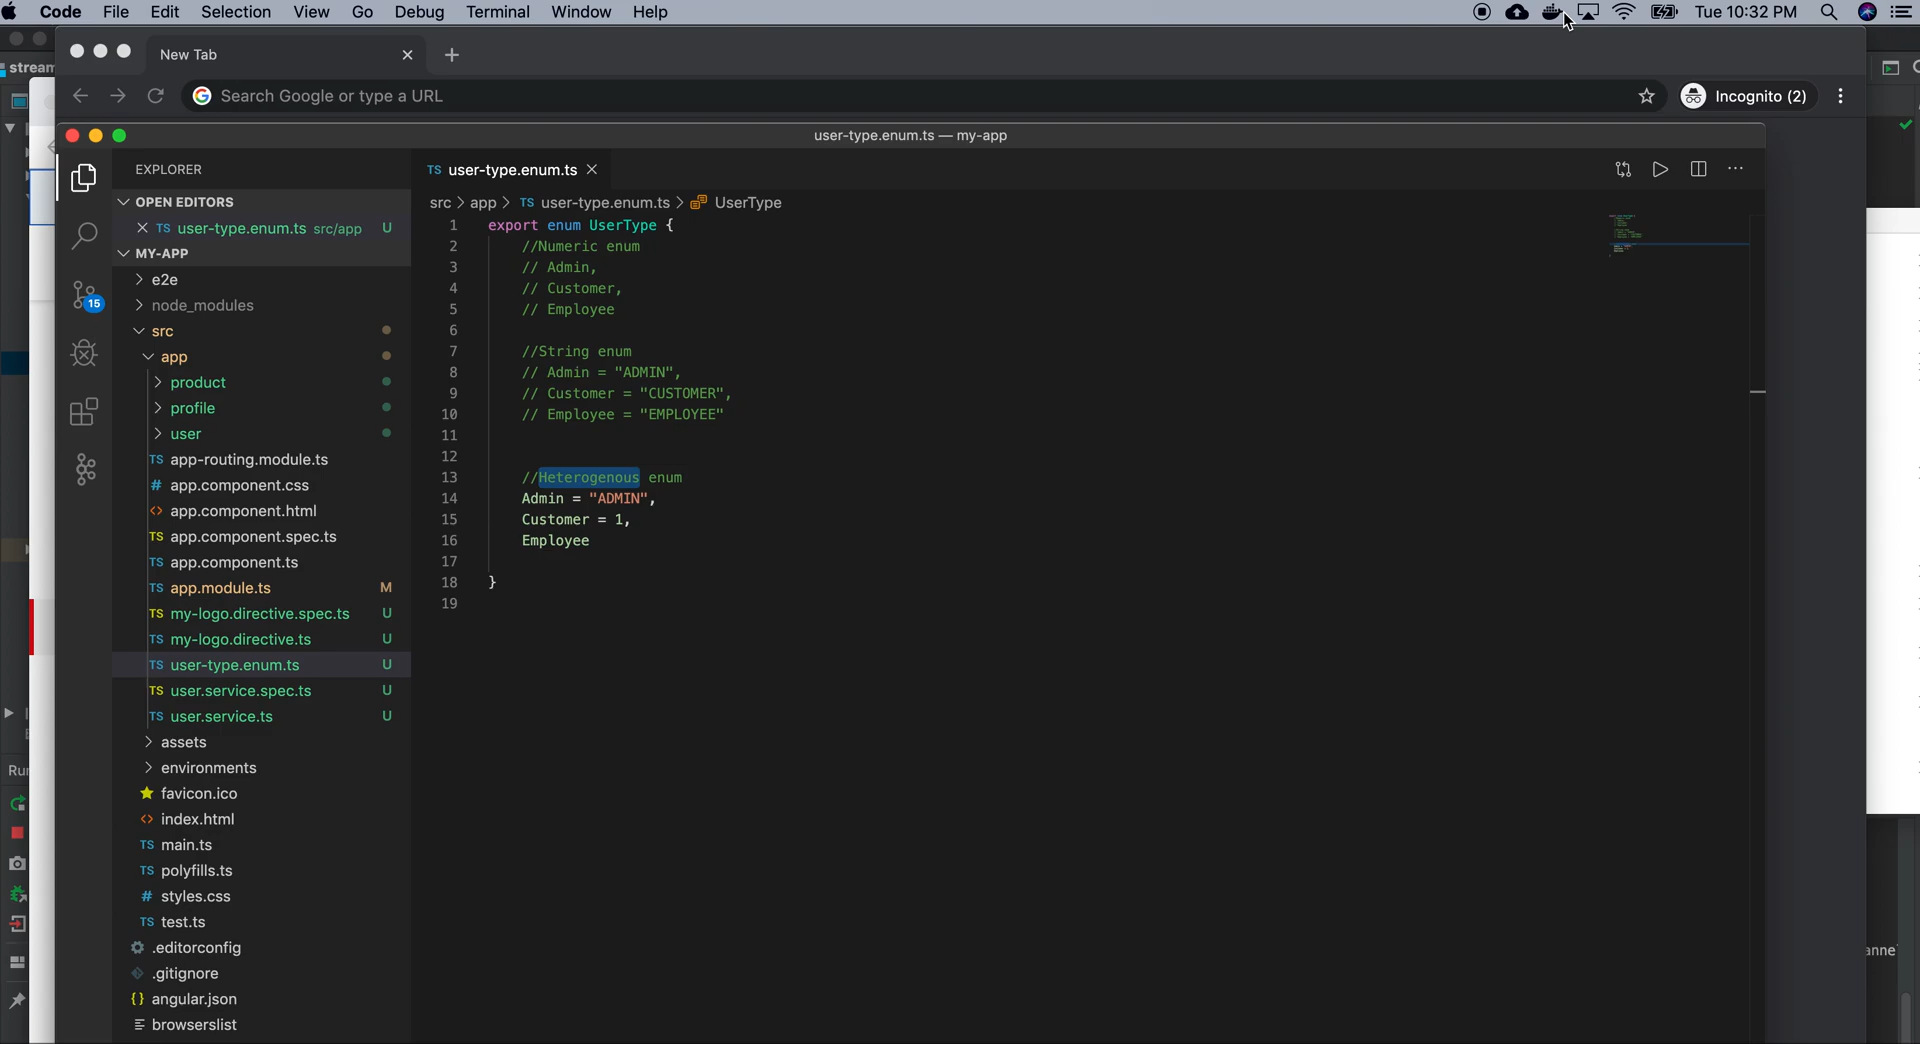 Code File Edit Selection View Go Debug Terminal Window Help Tue 10:32 PM
New Tab
stream
Search Google or type a URL
Incognito (2)
user-type.enum.ts — my-app
EXPLORER
OPEN EDITORS
TS user-type.enum.ts src/app U
MY-APP
e2e
node_modules
src
app
product
profile
user
TS app-routing.module.ts
# app.component.css
<> app.component.html
TS app.component.spec.ts
TS app.component.ts
TS app.module.ts M
TS my-logo.directive.spec.ts U
TS my-logo.directive.ts U
TS user-type.enum.ts U
TS user.service.spec.ts U
TS user.service.ts U
assets
environments
favicon.ico
<> index.html
TS main.ts
TS polyfills.ts
# styles.css
TS test.ts
.editorconfig
.gitignore
{} angular.json
browserslist
15
Run
TS user-type.enum.ts
src > app > TS user-type.enum.ts > UserType
1 export enum UserType {
2 //Numeric enum
3 // Admin,
4 // Customer,
5 // Employee
6
7 //String enum
8 // Admin = "ADMIN",
9 // Customer = "CUSTOMER",
10 // Employee = "EMPLOYEE"
11
12
13 //Heterogenous enum
14 Admin = "ADMIN",
15 Customer = 1,
16 Employee
17
18 }
19